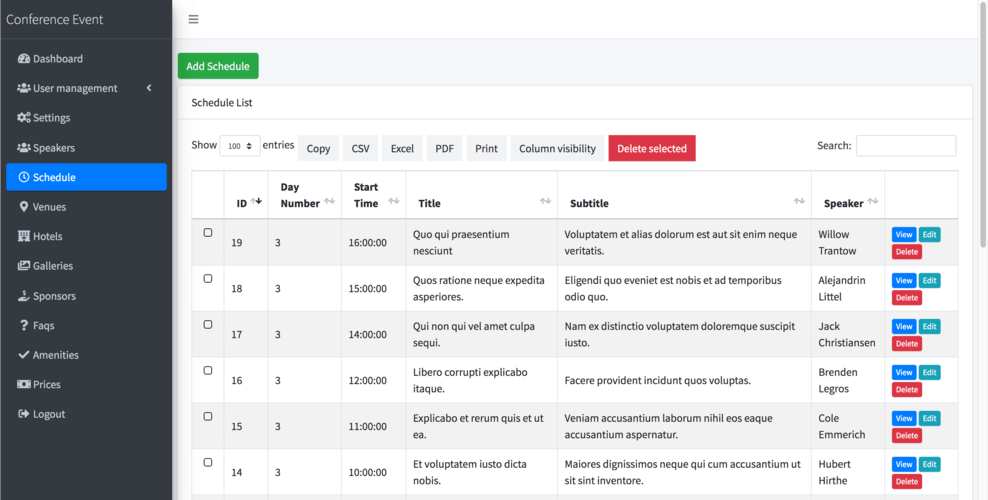 Conference Event
Dashboard
User management
Settings
Speakers
Schedule
Venues
Hotels
Galleries
Sponsors
Faqs
Amenities
Prices
Logout
Add Schedule
Schedule List
Show 100 entries Copy CSV Excel PDF Print Column visibility Delete selected Search:
ID Day Number Start Time Title Subtitle Speaker
19 3 16:00:00 Quo qui praesentium nesciunt Voluptatem et alias dolorum est aut sit enim neque veritatis. Willow Trantow View Edit Delete
18 3 15:00:00 Quos ratione neque expedita asperiores. Eligendi quo eveniet est nobis et ad temporibus odio quo. Alejandrin Littel View Edit Delete
17 3 14:00:00 Qui non qui vel amet culpa sequi. Nam ex distinctio voluptatem doloremque suscipit iusto. Jack Christiansen View Edit Delete
16 3 12:00:00 Libero corrupti explicabo itaque. Facere provident incidunt quos voluptas. Brenden Legros View Edit Delete
15 3 11:00:00 Explicabo et rerum quis et ut ea. Veniam accusantium laborum nihil eos eaque accusantium aspernatur. Cole Emmerich View Edit Delete
14 3 10:00:00 Et voluptatem iusto dicta nobis. Maiores dignissimos neque qui cum accusantium ut sit sint inventore. Hubert Hirthe View Edit Delete